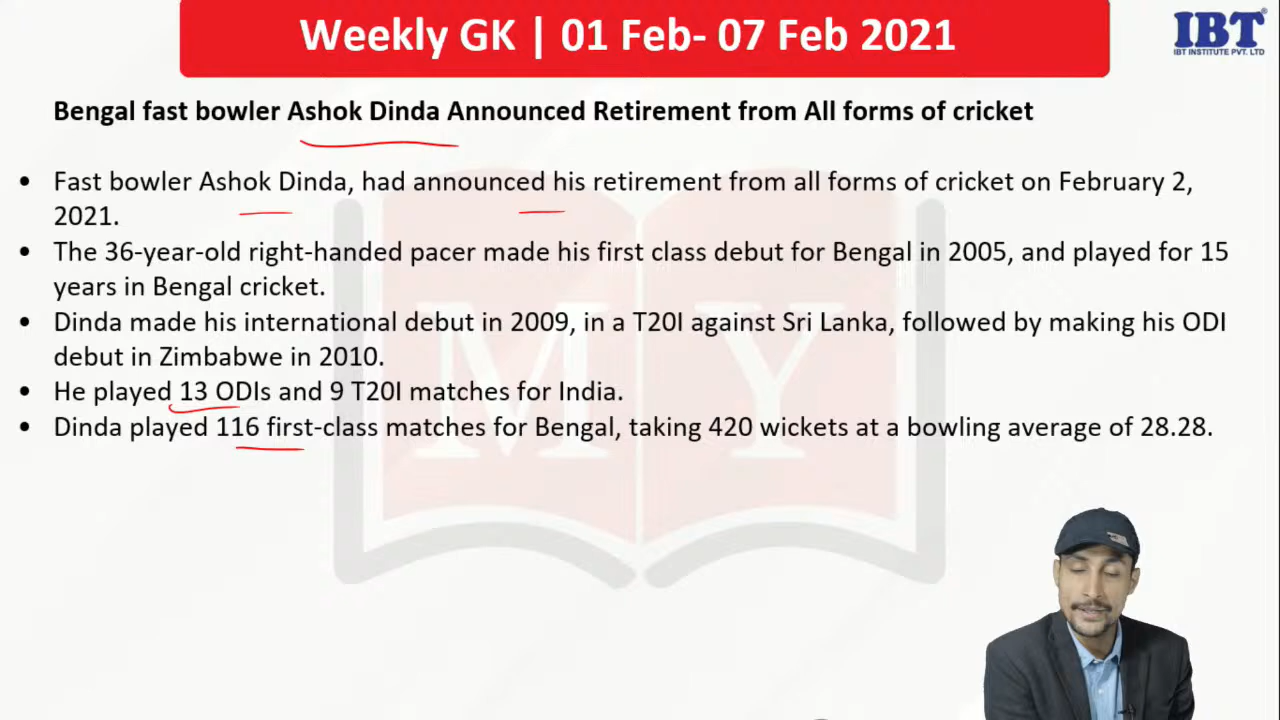 Weekly GK | 01 Feb- 07 Feb 2021
IBT
IBT INSTITUTE PVT. LTD
Bengal fast bowler Ashok Dinda Announced Retirement from All forms of cricket
• Fast bowler Ashok Dinda, had announced his retirement from all forms of cricket on February 2,
2021.
• The 36-year-old right-handed pacer made his first class debut for Bengal in 2005, and played for 15
years in Bengal cricket.
• Dinda made his international debut in 2009, in a T20I against Sri Lanka, followed by making his ODI
debut in Zimbabwe in 2010.
• He played 13 ODIs and 9 T20I matches for India.
• Dinda played 116 first-class matches for Bengal, taking 420 wickets at a bowling average of 28.28.
M Y